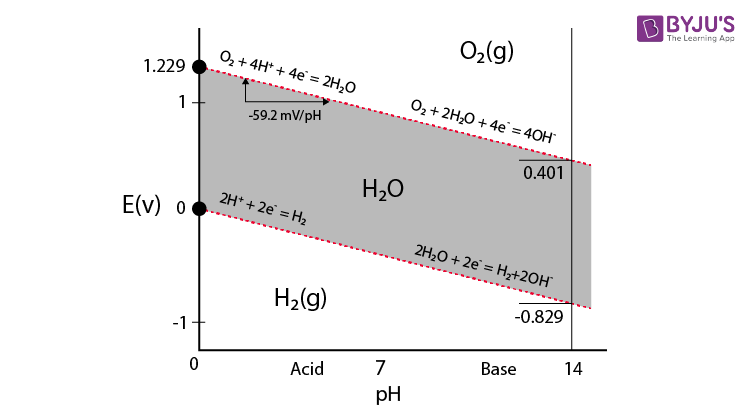 BYJU'S
The Learning App
O₂(g)
1.229
O₂ + 4H⁺ + 4e⁻ = 2H₂O
1
-59.2 mV/pH
O₂ + 2H₂O + 4e⁻ = 4OH⁻
0.401
H₂O
E(v)
0
2H⁺ + 2e⁻ = H₂
2H₂O + 2e⁻ = H₂+2OH⁻
H₂(g)
-0.829
-1
0
Acid
7
Base
14
pH